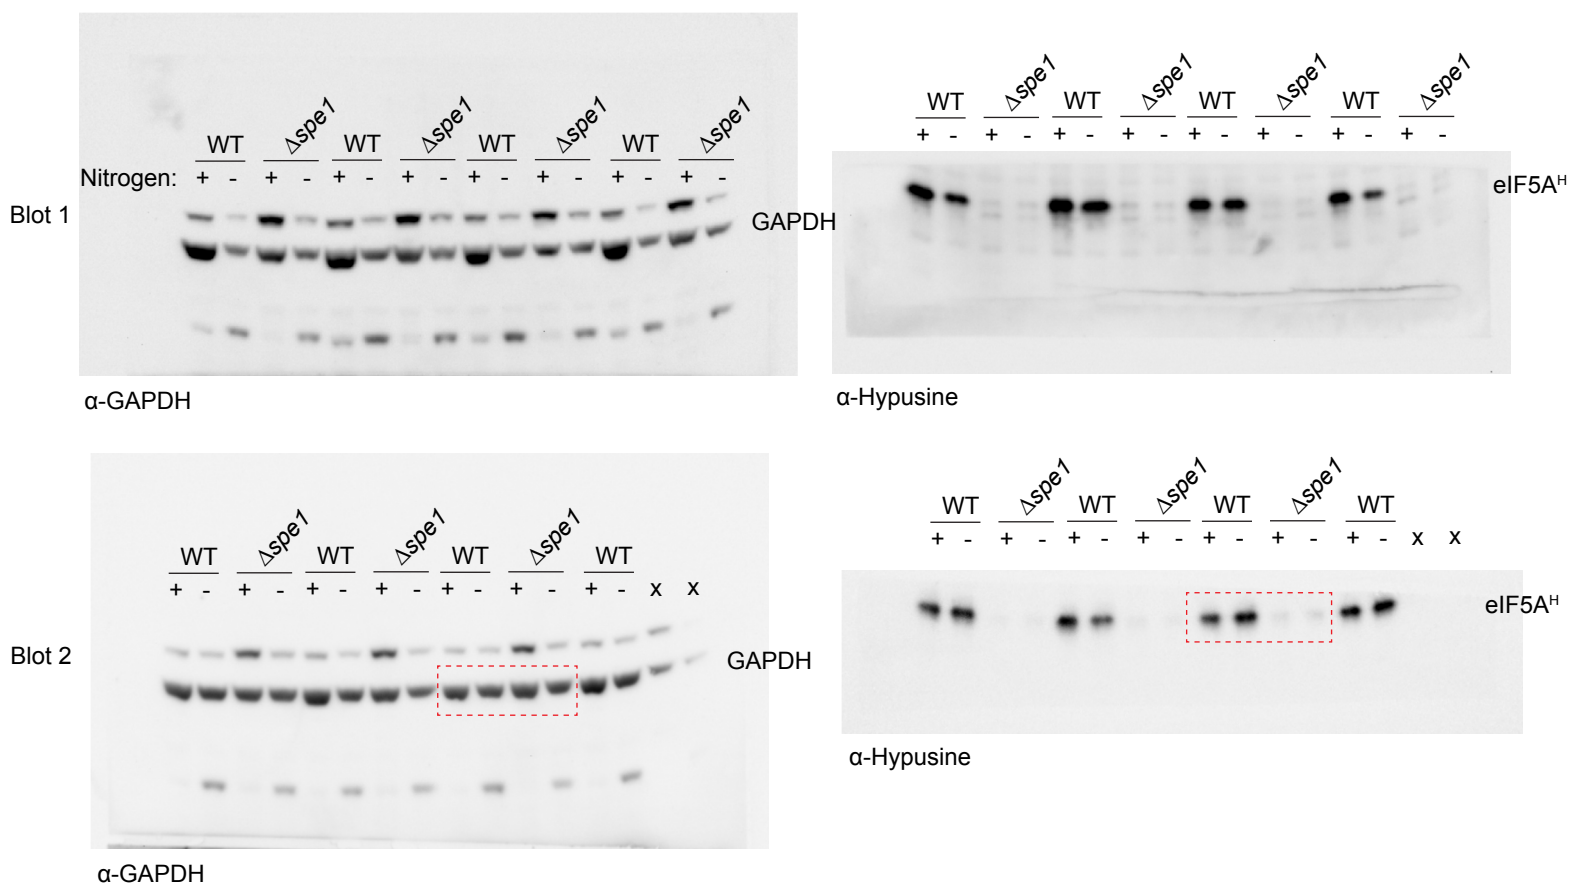 WT Δspe1 WT Δspe1 WT Δspe1 WT Δspe1
Nitrogen: + - + - + - + - + - + - + - + -
Blot 1
GAPDH
α-GAPDH
WT Δspe1 WT Δspe1 WT Δspe1 WT Δspe1
+ - + - + - + - + - + - + - + -
eIF5Aᴴ
α-Hypusine
WT Δspe1 WT Δspe1 WT Δspe1 WT
+ - + - + - + - + - + - + - x x
Blot 2
GAPDH
α-GAPDH
WT Δspe1 WT Δspe1 WT Δspe1 WT
+ - + - + - + - + - + - + - x x
eIF5Aᴴ
α-Hypusine